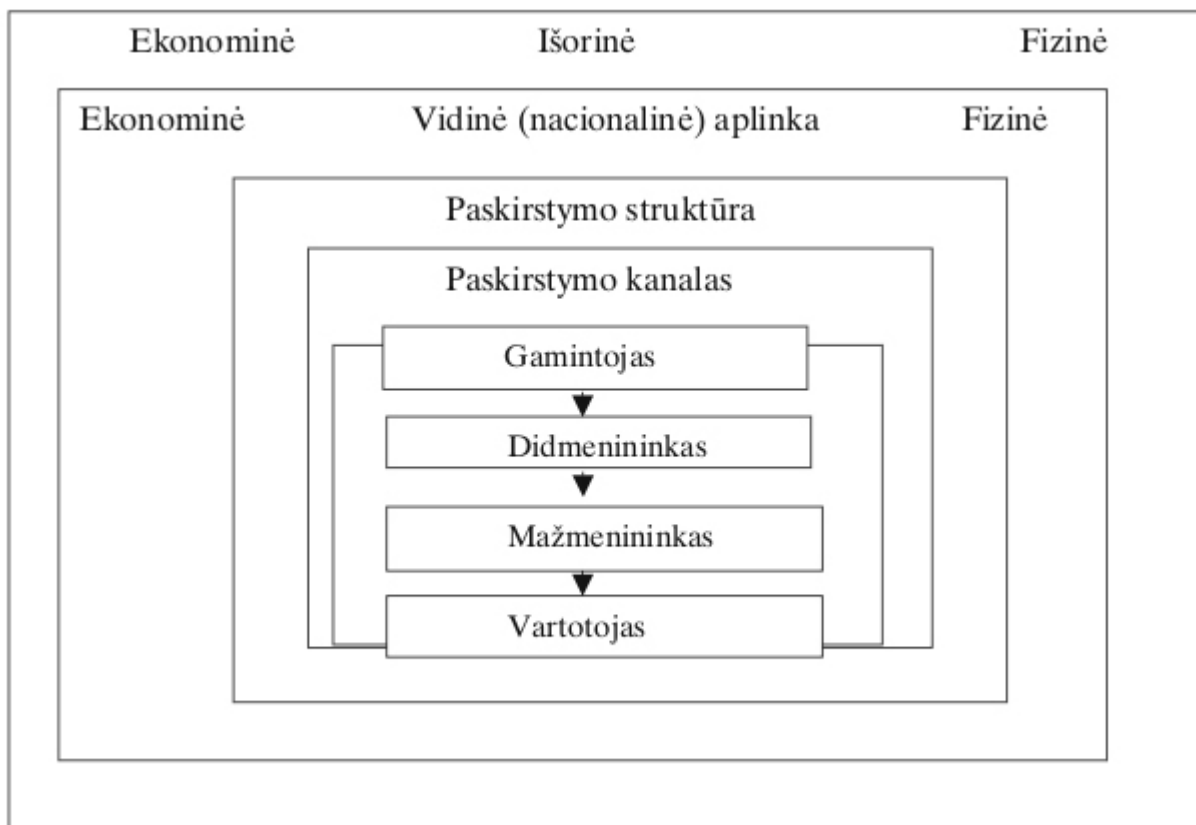 Ekonominė Išorinė Fizinė
Ekonominė Vidinė (nacionalinė) aplinka Fizinė
Paskirstymo struktūra
Paskirstymo kanalas
Gamintojas
Didmenininkas
Mažmenininkas
Vartotojas